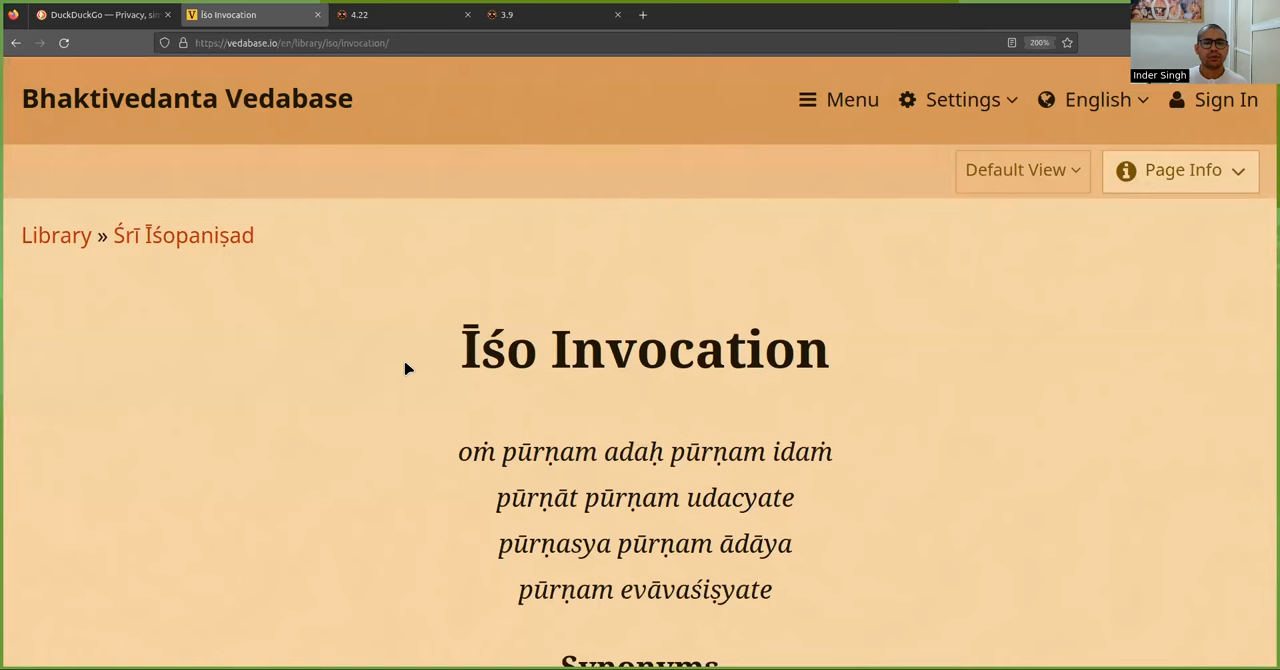 DuckDuckGo — Privacy, sim
Īśo Invocation
4.22
3.9
https://vedabase.io/en/library/iso/invocation/
200%
Inder Singh
Bhaktivedanta Vedabase
Menu
Settings
English
Sign In
Default View
Page Info
Library » Śrī Īśopaniṣad
Īśo Invocation
oṁ pūrṇam adaḥ pūrṇam idaṁ
pūrṇāt pūrṇam udacyate
pūrṇasya pūrṇam ādāya
pūrṇam evāvaśiṣyate
Synonyms